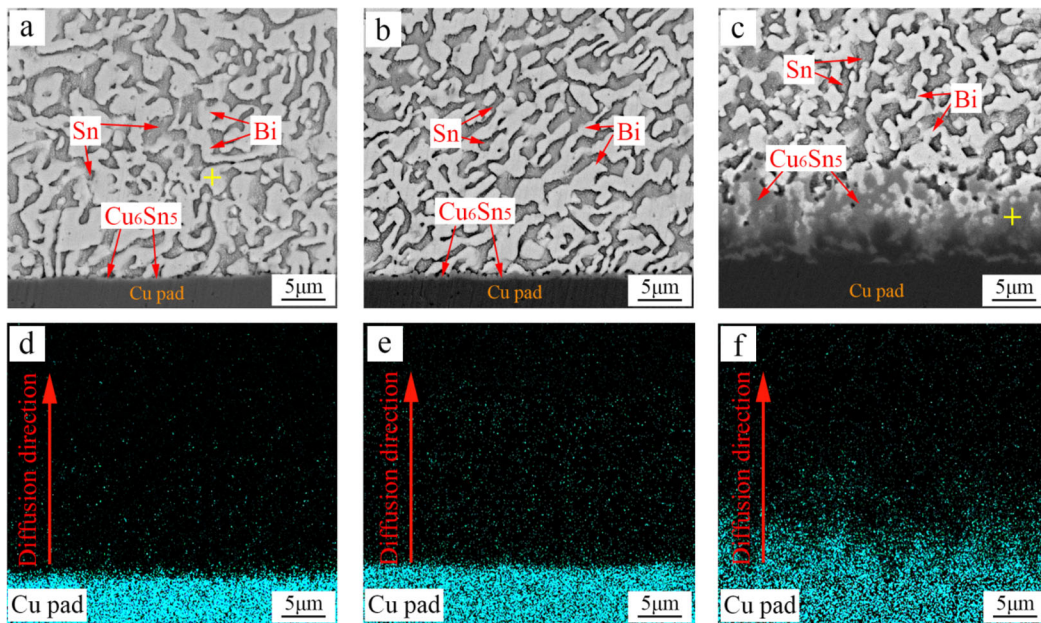 a
Sn
Bi
Cu₆Sn₅
Cu pad
5μm
b
Sn
Bi
Cu₆Sn₅
Cu pad
5μm
c
Sn
Bi
Cu₆Sn₅
Cu pad
5μm
d
Diffusion direction
Cu pad
5μm
e
Diffusion direction
Cu pad
5μm
f
Diffusion direction
Cu pad
5μm